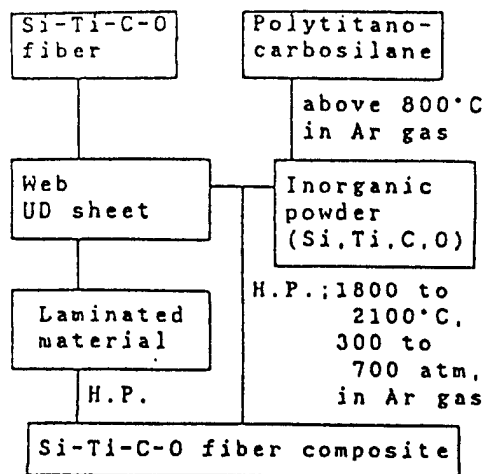 Si-Ti-C-O
fiber
Polytitano-
carbosilane
above 800°C
in Ar gas
Web
UD sheet
Inorganic
powder
(Si,Ti,C,O)
Laminated
material
H.P.;1800 to
2100°C,
300 to
700 atm,
in Ar gas
H.P.
Si-Ti-C-O fiber composite